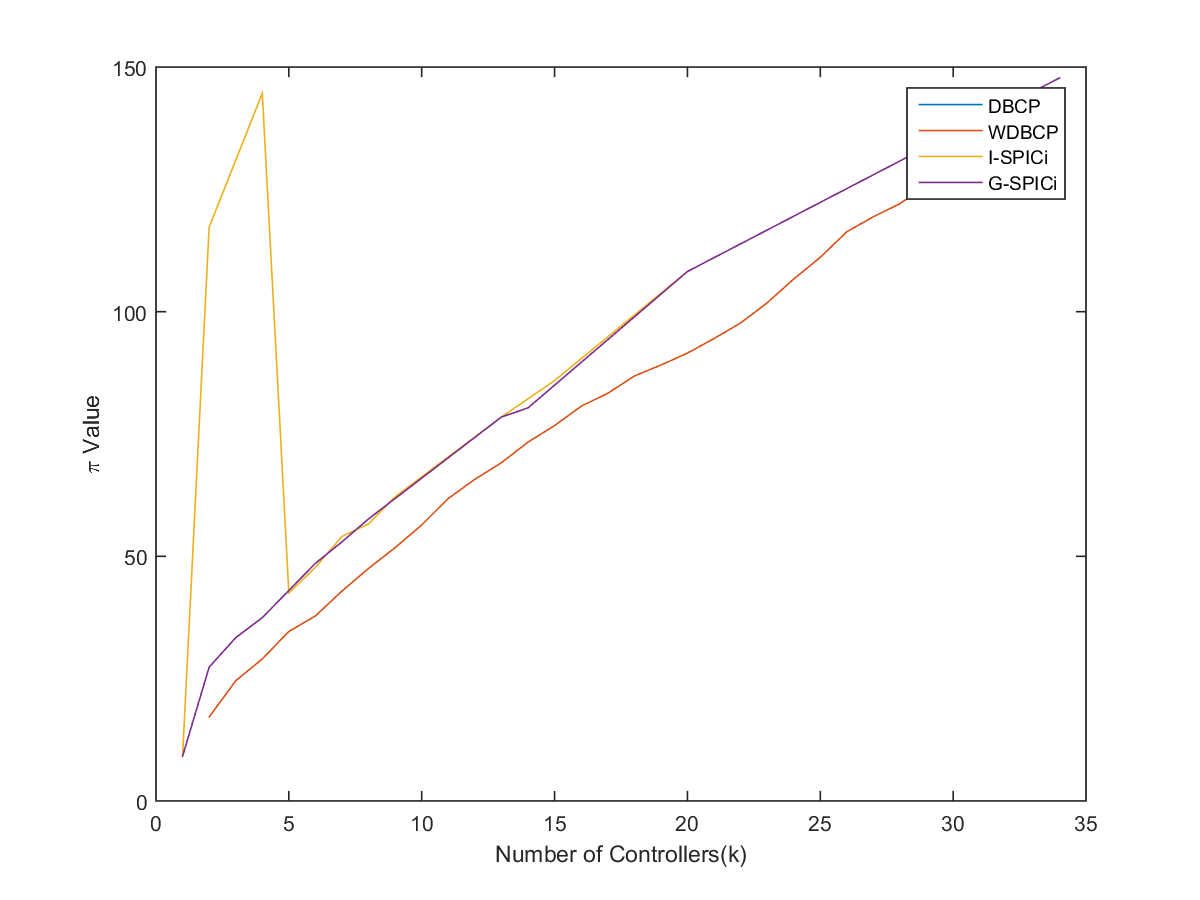 150
100
50
0
0 5 10 15 20 25 30 35
π Value
Number of Controllers(k)
DBCP
WDBCP
I-SPICi
G-SPICi